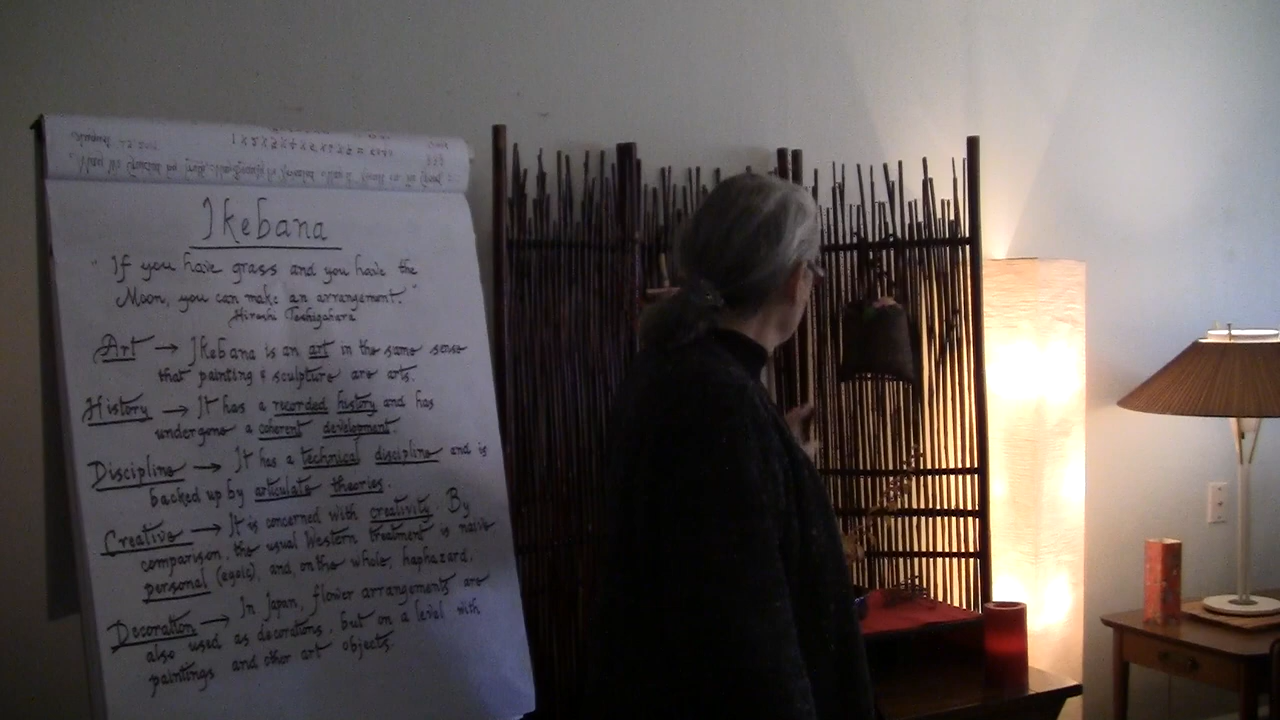 Ikebana
"If you have grass and you have the
Moon, you can make an arrangement."
Hiroshi Teshigahara
Art → Ikebana is an art in the same sense
that painting & sculpture are arts.
History → It has a recorded history and has
undergone a coherent development.
Discipline → It has a technical discipline and is
backed up by articulate theories.
Creative → It is concerned with creativity. By
comparison, the usual Western treatment is naive
personal (egoic), and on the whole, haphazard.
Decoration → In Japan, flower arrangements are
also used as decorations, but on a level with
paintings and other art objects.